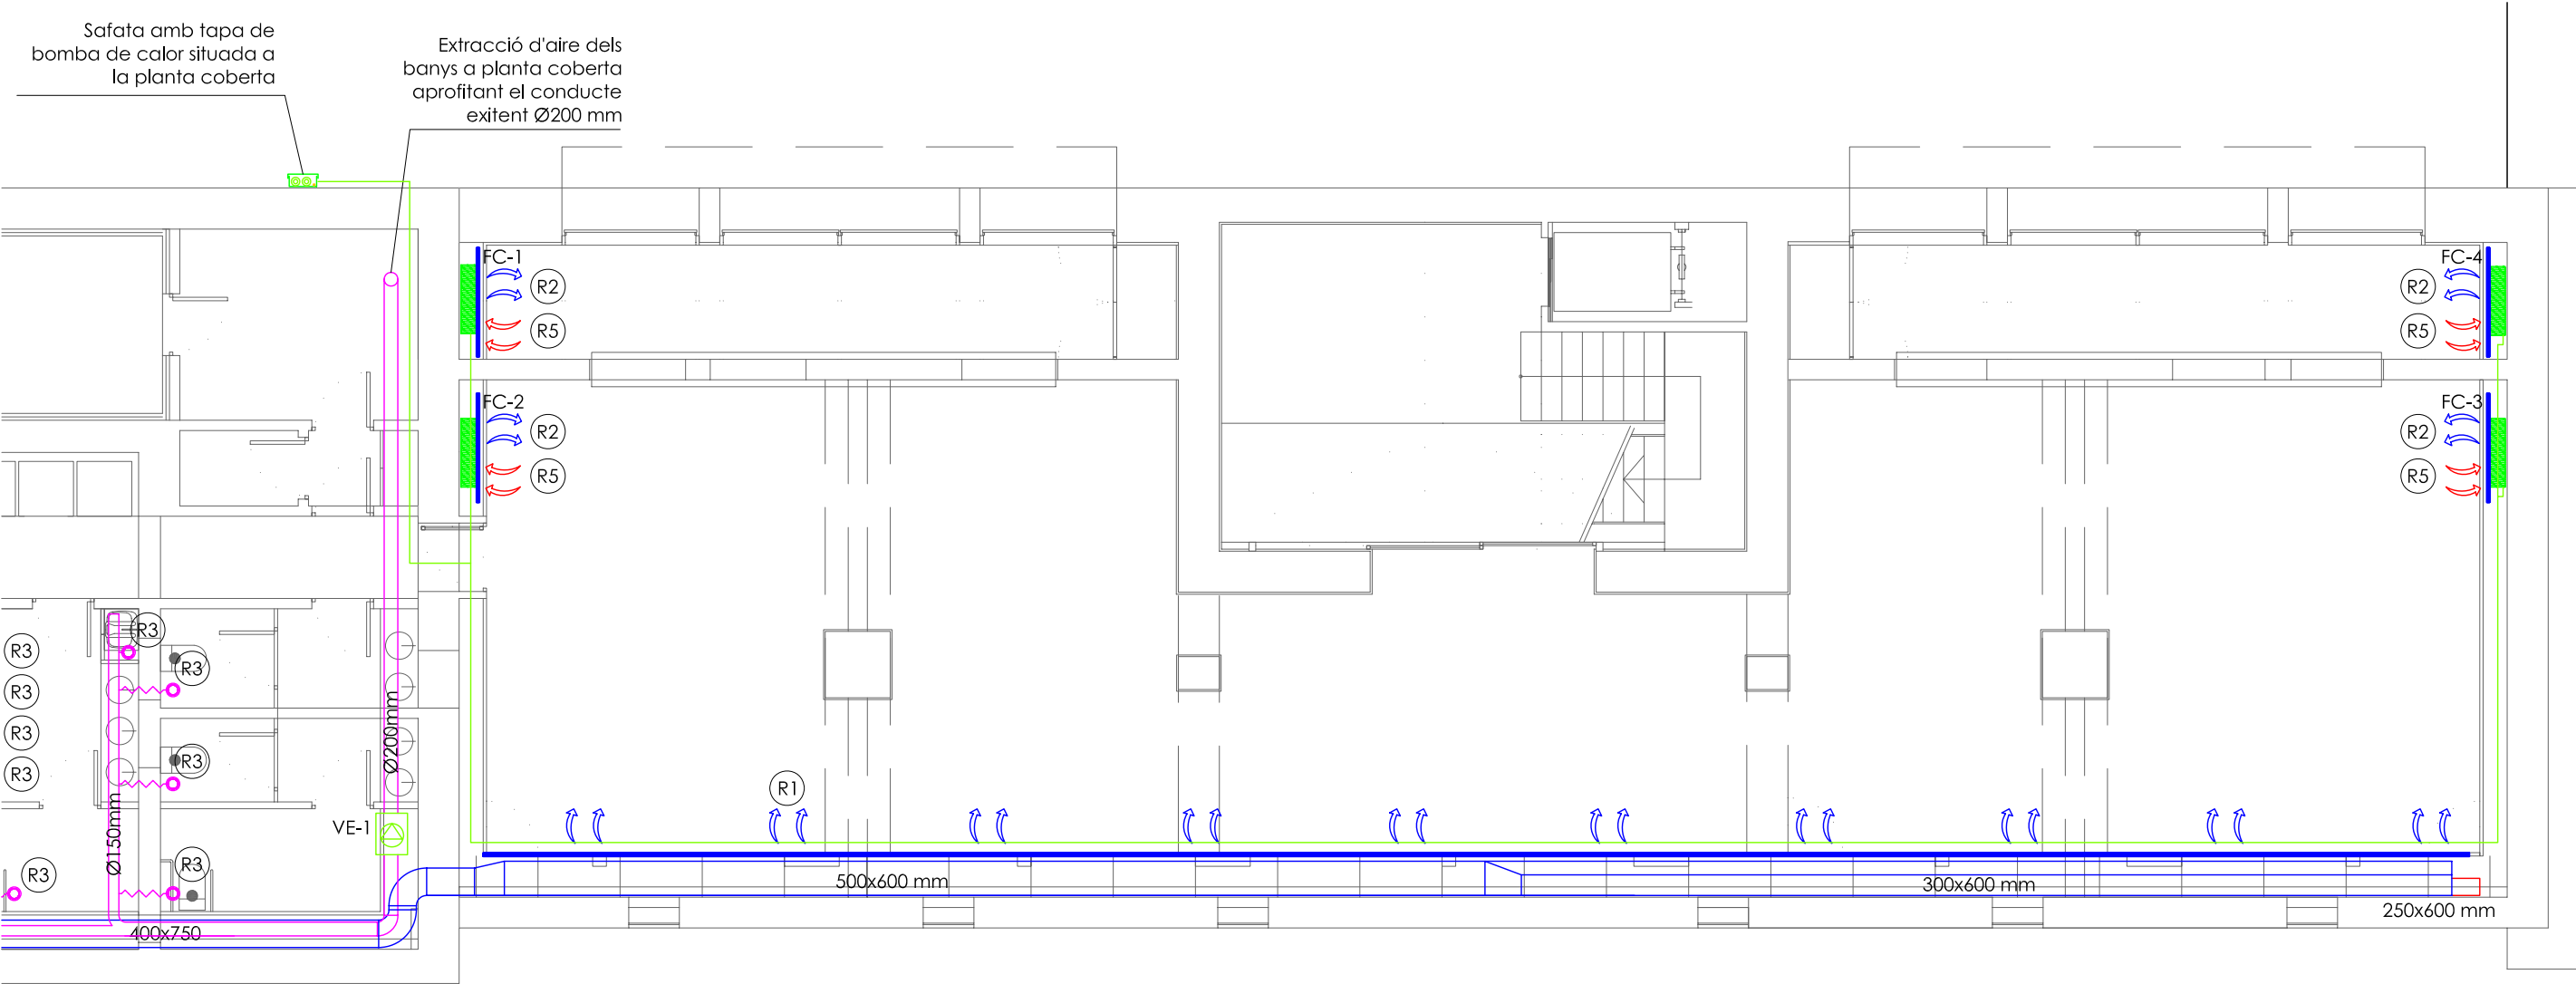 Safata amb tapa de
bomba de calor situada a
la planta coberta
Extracció d'aire dels
banys a planta coberta
aprofitant el conducte
exitent Ø200 mm
FC-1
R2
R5
FC-4
R2
R5
FC-2
R2
R5
FC-3
R2
R5
R3
R3
R3
R3
R3
R3
R3
R3
R3
Ø200mm
Ø150mm
R1
VE-1
R3
500x600 mm
300x600 mm
250x600 mm
400x750